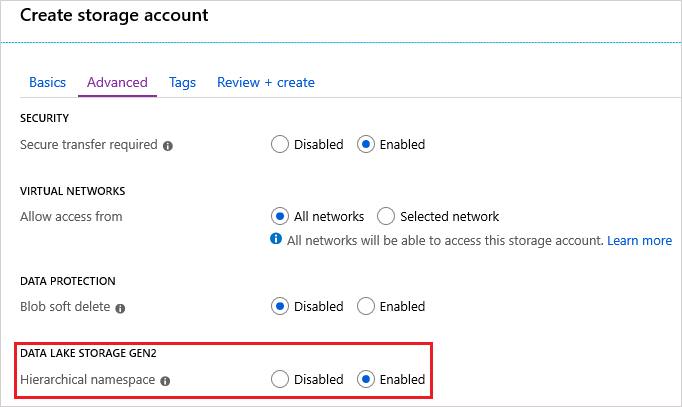 Create storage account
Basics Advanced Tags Review + create
SECURITY
Secure transfer required Disabled Enabled
VIRTUAL NETWORKS
Allow access from All networks Selected network
All networks will be able to access this storage account. Learn more
DATA PROTECTION
Blob soft delete Disabled Enabled
DATA LAKE STORAGE GEN2
Hierarchical namespace Disabled Enabled